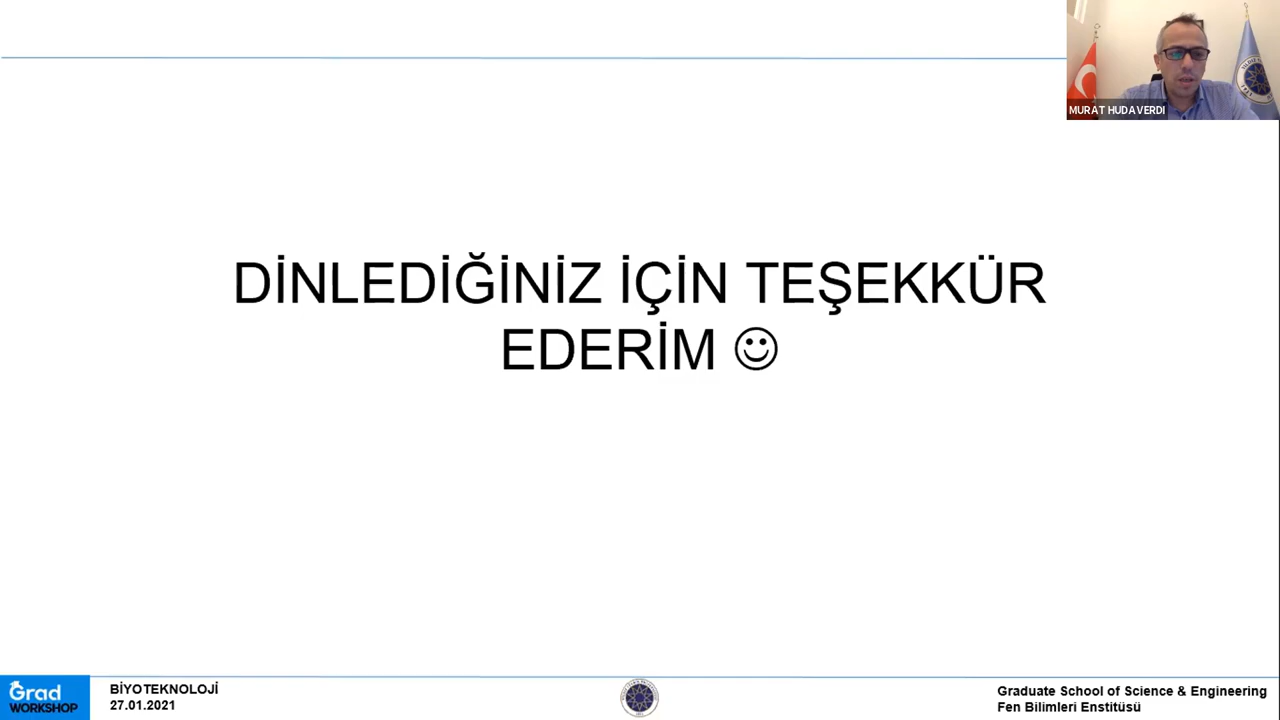 MURAT HUDAVERDI
DİNLEDİĞİNİZ İÇİN TEŞEKKÜR
EDERİM ☺
Grad
WORKSHOP
BİYOTEKNOLOJİ
27.01.2021
Graduate School of Science & Engineering
Fen Bilimleri Enstitüsü